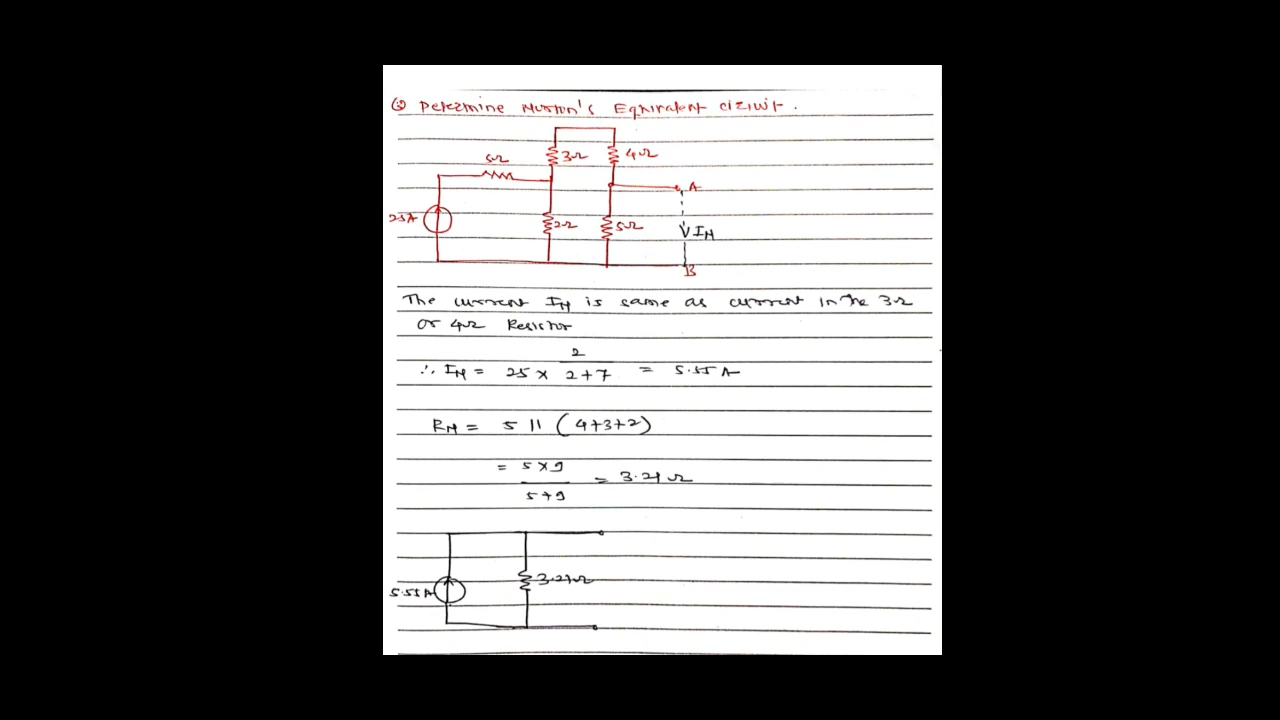 Determine Norton's Equivalent circuit.
5Ω
3Ω
4Ω
A
25A
2Ω
5Ω
IN
B
The current IN is same as current in the 3Ω
or 4Ω Resistor
∴ IN = 25 × 2 / 2+7 = 5.55 A
RN = 5 || (4+3+2)
= 5×9 / 5+9 = 3.21 Ω
5.55A
3.21Ω